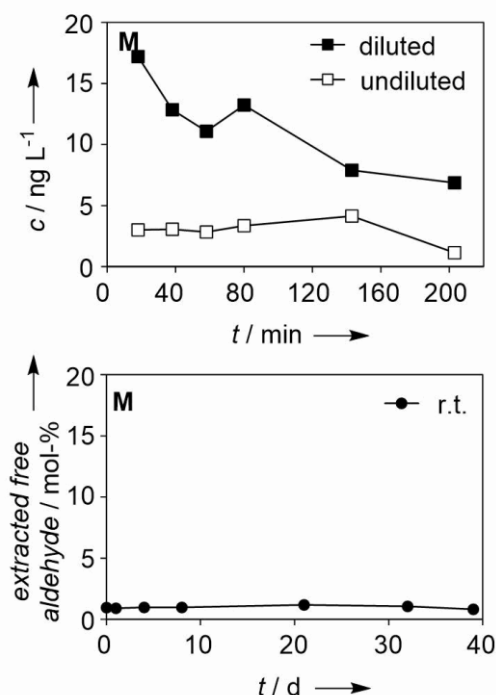 20
15
10
5
0
c / ng L⁻¹
M
diluted
undiluted
0 40 80 120 160 200
t / min
20
15
10
5
0
extracted free
aldehyde / mol-%
M
r.t.
0 10 20 30 40
t / d